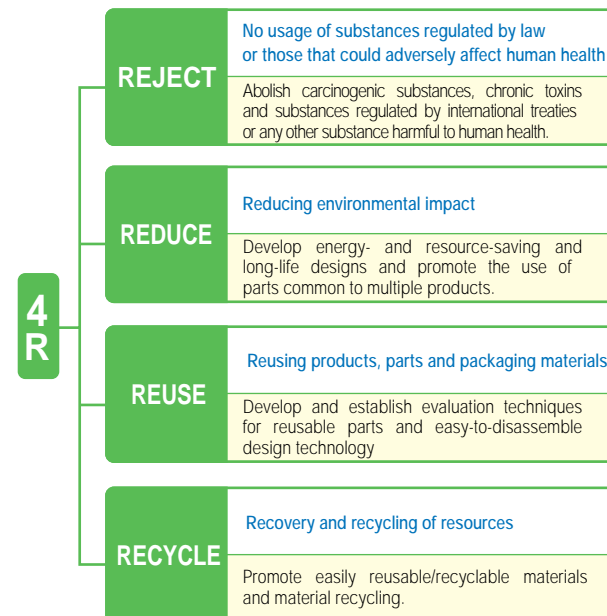 4
R
REJECT
No usage of substances regulated by law
or those that could adversely affect human health
Abolish carcinogenic substances, chronic toxins
and substances regulated by international treaties
or any other substance harmful to human health.
REDUCE
Reducing environmental impact
Develop energy- and resource-saving and
long-life designs and promote the use of
parts common to multiple products.
REUSE
Reusing products, parts and packaging materials
Develop and establish evaluation techniques
for reusable parts and easy-to-disassemble
design technology
RECYCLE
Recovery and recycling of resources
Promote easily reusable/recyclable materials
and material recycling.